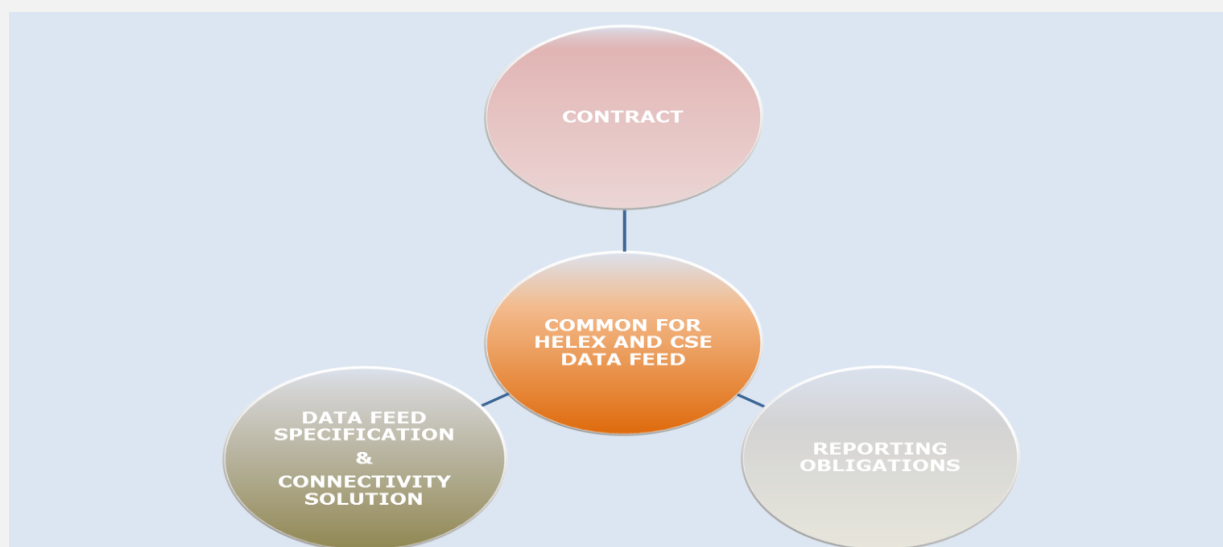 CONTRACT
COMMON FOR
HELEX AND CSE
DATA FEED
DATA FEED
SPECIFICATION
&
CONNECTIVITY
SOLUTION
REPORTING
OBLIGATIONS